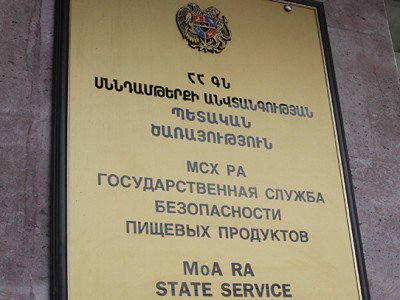 ՀՀ ԳՆ
ՍՆՆԴԱՄԹԵՐՔԻ ԱՆՎՏԱՆԳՈՒԹՅԱՆ
ՊԵՏԱԿԱՆ
ԾԱՌԱՅՈՒԹՅՈՒՆ
МСХ РА
ГОСУДАРСТВЕННАЯ СЛУЖБА
БЕЗОПАСНОСТИ
ПИЩЕВЫХ ПРОДУКТОВ
MoA RA
STATE SERVICE